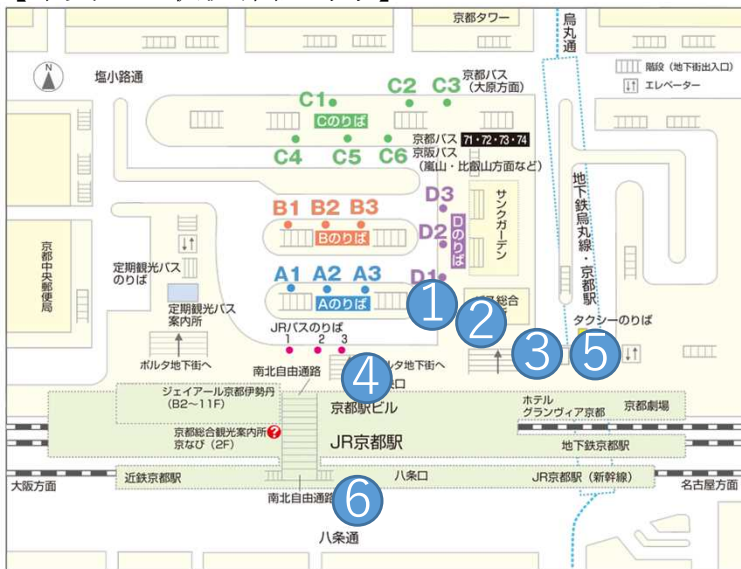 京都タワー
烏丸通
階段（地下街出入口）
エレベーター
N
塩小路通
京都バス
（大原方面）
C1
C2
C3
Cのりば
C4
C5
C6
京都バス 71・72・73・74
京阪バス
（嵐山・比叡山方面など）
D3
D2
D1
Dのりば
サンクガーデン
地下鉄烏丸線・京都駅
B1
B2
B3
Bのりば
京都中央郵便局
定期観光バス
のりば
定期観光バス
案内所
A1
A2
A3
Aのりば
1
2
総合
タクシーのりば
3
5
JRバスのりば
1
2
3
ポルタ地下街へ
南北自由通路
4
ルタ地下街へ
口
ジェイアール京都伊勢丹
（B2～11F）
京都駅ビル
ホテル
グランヴィア京都
京都劇場
京都総合観光案内所
京なび（2F）
?
JR京都駅
地下鉄京都駅
大阪方面
近鉄京都駅
八条口
JR京都駅（新幹線）
名古屋方面
南北自由通路
6
八条通